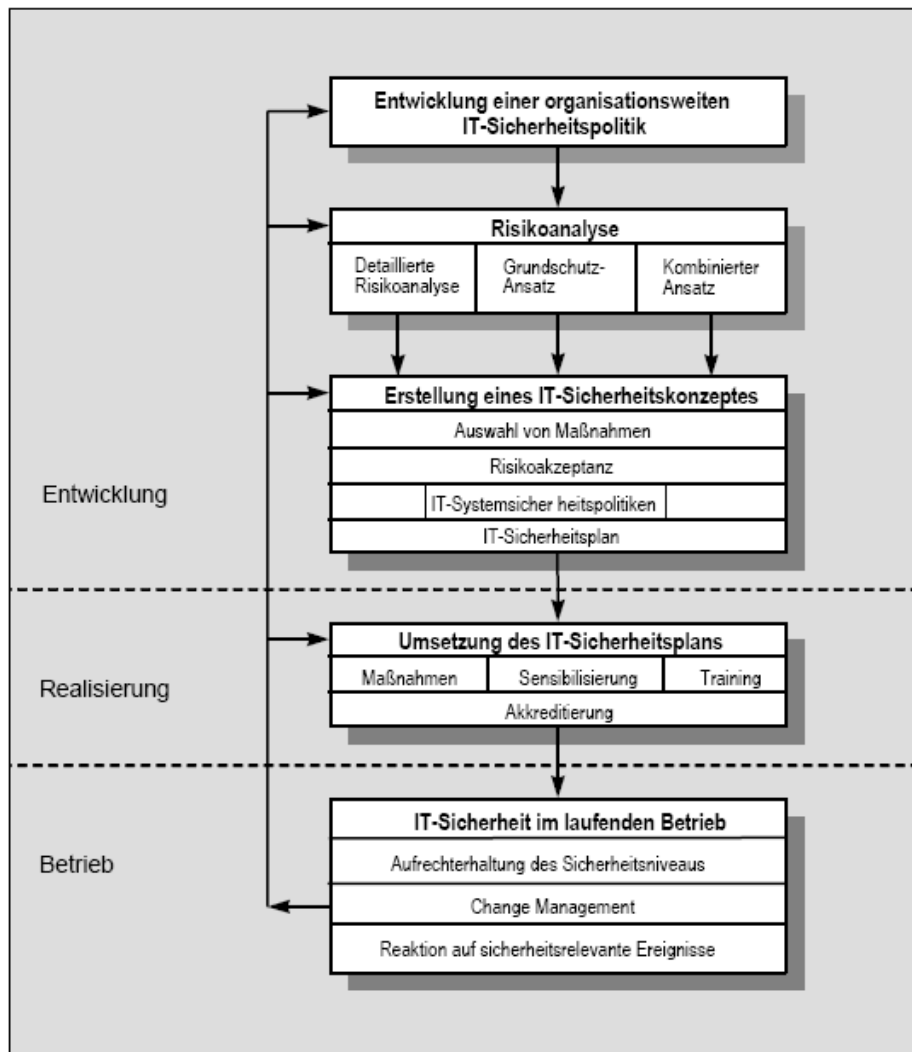 Entwicklung einer organisationsweiten
IT-Sicherheitspolitik
Risikoanalyse
Detaillierte
Risikoanalyse
Grundschutz-
Ansatz
Kombinierter
Ansatz
Erstellung eines IT-Sicherheitskonzeptes
Auswahl von Maßnahmen
Risikoakzeptanz
IT-Systemsicher heitspolitiken
IT-Sicherheitsplan
Entwicklung
Umsetzung des IT-Sicherheitsplans
Maßnahmen
Sensibilisierung
Training
Akkreditierung
Realisierung
IT-Sicherheit im laufenden Betrieb
Aufrechterhaltung des Sicherheitsniveaus
Change Management
Reaktion auf sicherheitsrelevante Ereignisse
Betrieb